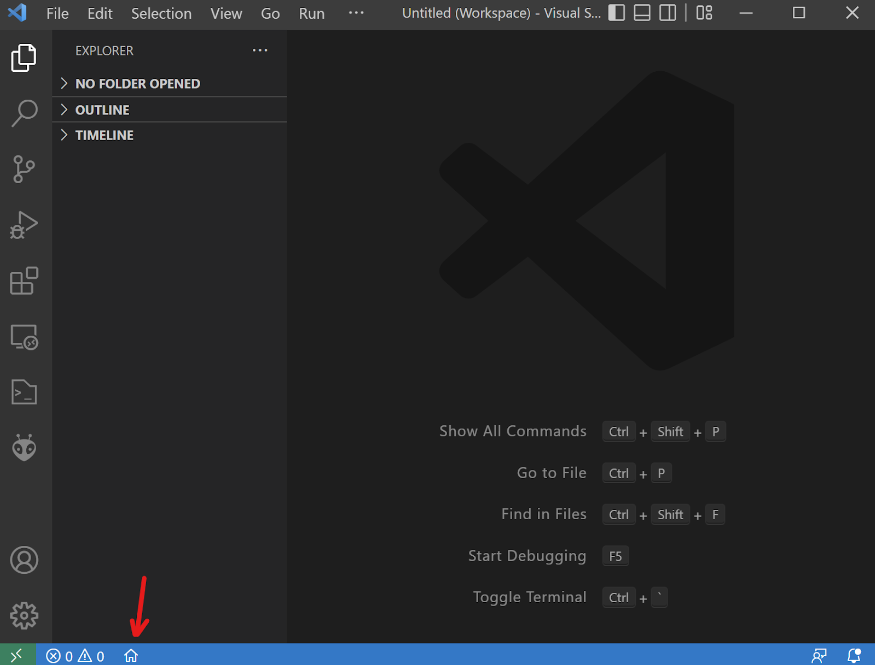 File Edit Selection View Go Run ··· Untitled (Workspace) - Visual S...
EXPLORER ···
NO FOLDER OPENED
OUTLINE
TIMELINE
Show All Commands Ctrl + Shift + P
Go to File Ctrl + P
Find in Files Ctrl + Shift + F
Start Debugging F5
Toggle Terminal Ctrl + `
0 0